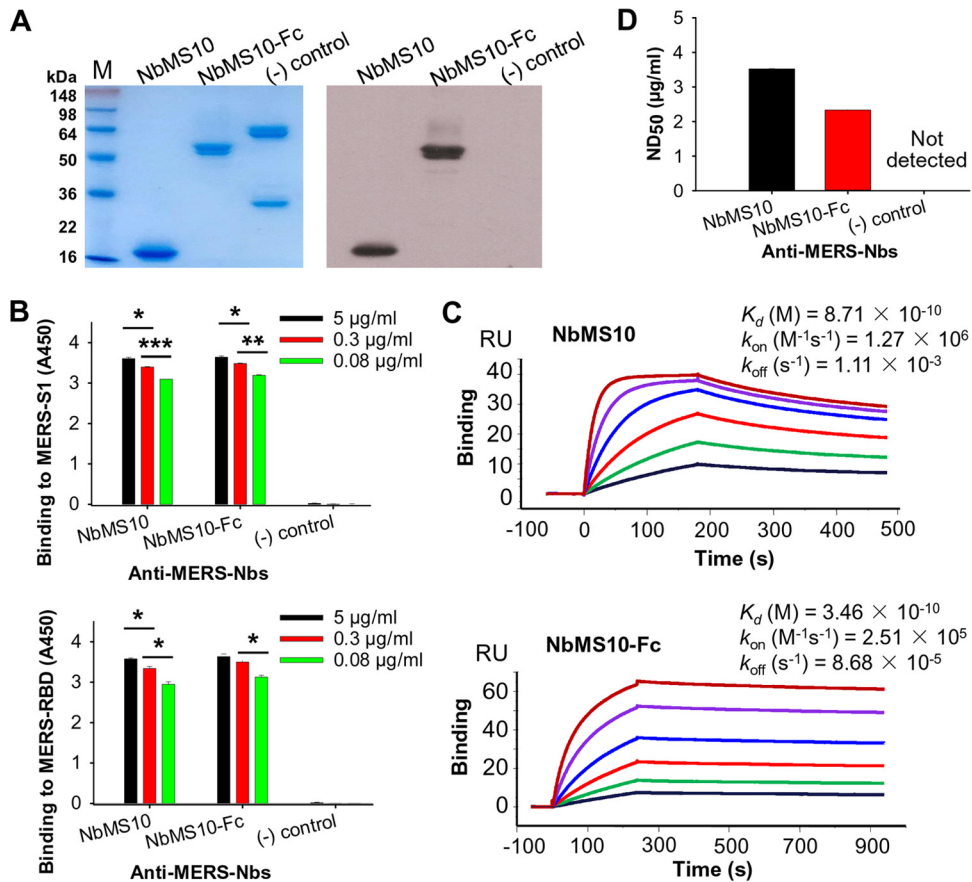 A
NbMS10
NbMS10-Fc
(-) control
NbMS10
NbMS10-Fc
(-) control
kDa
M
148
98
64
50
36
22
16
D
ND50 (µg/ml)
5
4
3
2
1
0
Not
detected
NbMS10
NbMS10-Fc
(-) control
Anti-MERS-Nbs
B
Binding to MERS-S1 (A450)
4
3
2
1
0
* *
*** **
5 µg/ml
0.3 µg/ml
0.08 µg/ml
NbMS10
NbMS10-Fc
(-) control
Anti-MERS-Nbs
Binding to MERS-RBD (A450)
4
3
2
1
0
*
* *
5 µg/ml
0.3 µg/ml
0.08 µg/ml
NbMS10
NbMS10-Fc
(-) control
Anti-MERS-Nbs
C
RU
NbMS10
Kd (M) = 8.71 × 10-10
kon (M-1s-1) = 1.27 × 106
koff (s-1) = 1.11 × 10-3
Binding
40
30
20
10
0
-100 0 100 200 300 400 500
Time (s)
RU
NbMS10-Fc
Kd (M) = 3.46 × 10-10
kon (M-1s-1) = 2.51 × 105
koff (s-1) = 8.68 × 10-5
Binding
60
40
20
0
-100 100 300 500 700 900
Time (s)